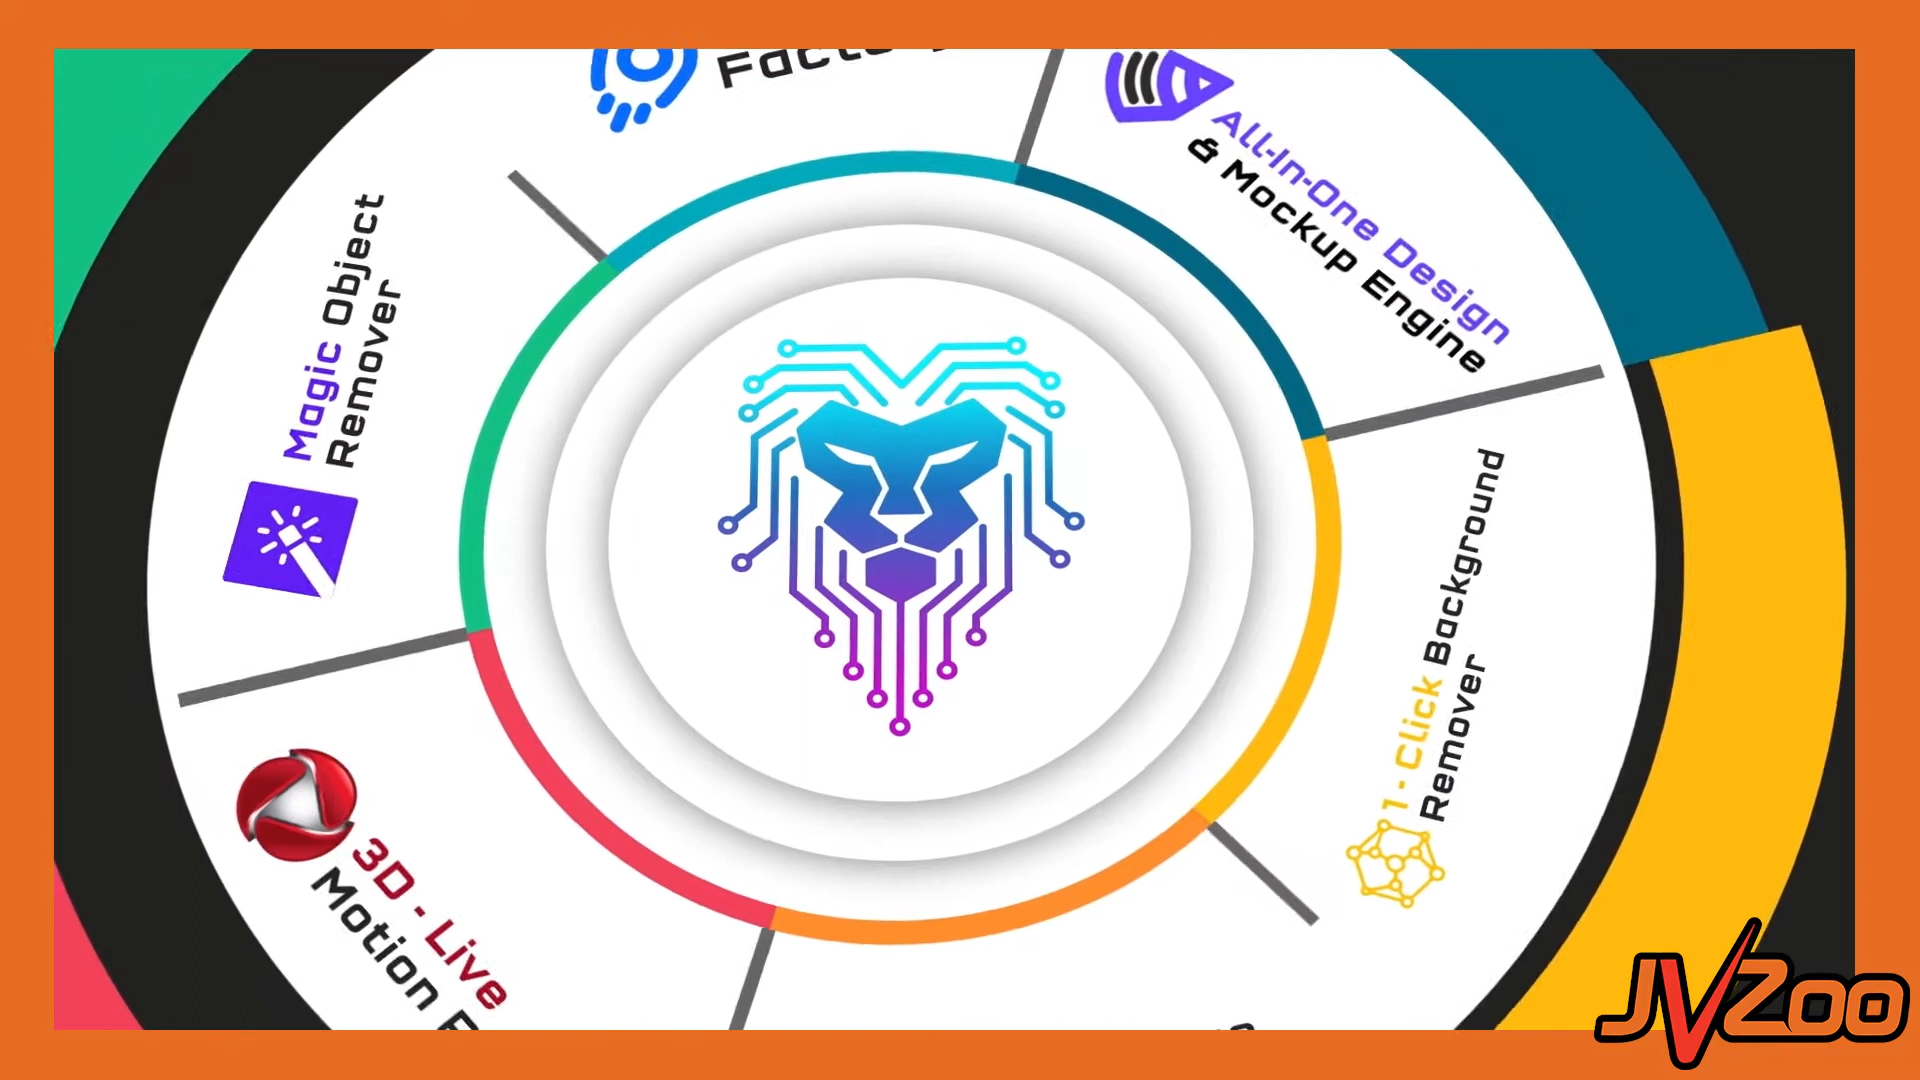 All-In-One Design
& Mockup Engine
Magic Object
Remover
1 - Click Background
Remover
3D - Live
Motion
JVZoo